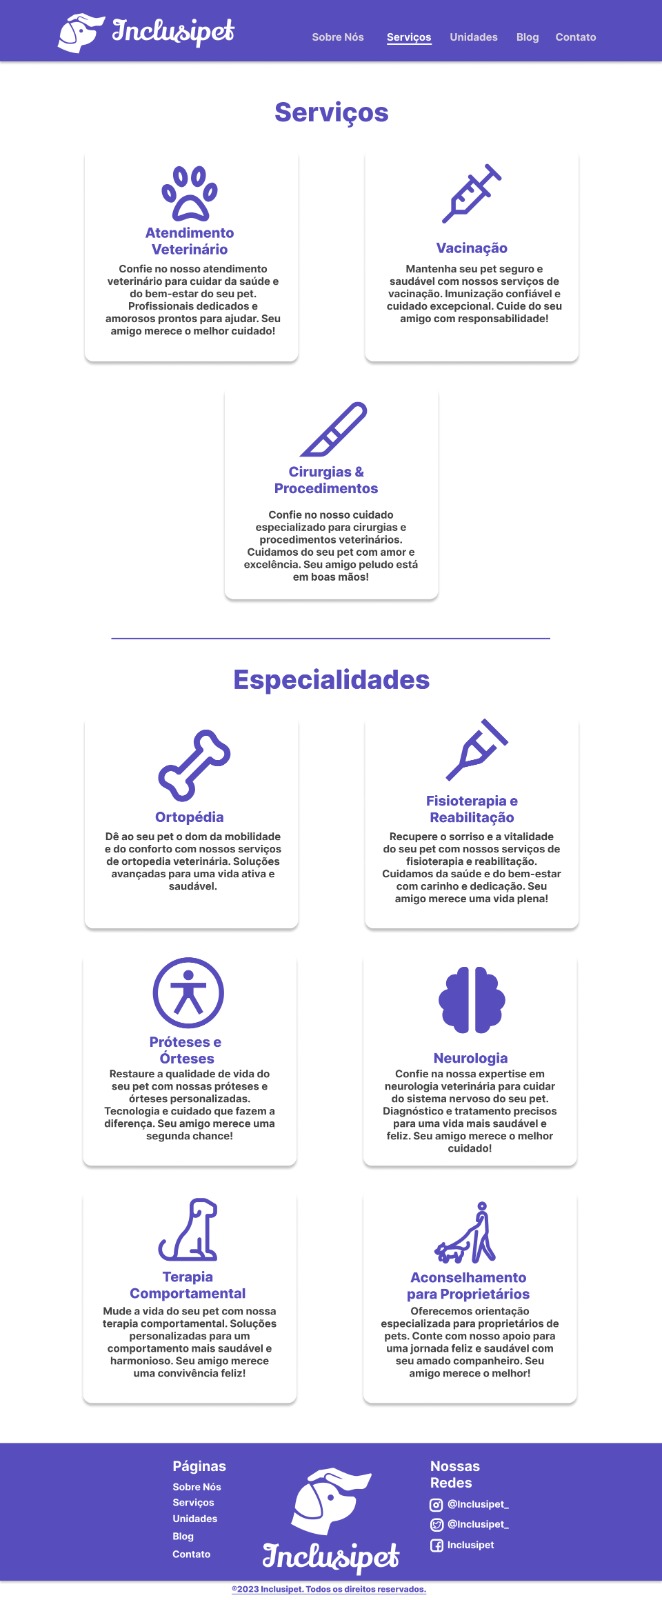 Inclusipet
Sobre Nós
Serviços
Unidades
Blog
Contato
Serviços
Atendimento
Veterinário
Confie no nosso atendimento
veterinário para cuidar da saúde e
do bem-estar do seu pet.
Profissionais dedicados e
amorosos prontos para ajudar. Seu
amigo merece o melhor cuidado!
Vacinação
Mantenha seu pet seguro e
saudável com nossos serviços de
vacinação. Imunização confiável e
cuidado excepcional. Cuide do seu
amigo com responsabilidade!
Cirurgias &
Procedimentos
Confie no nosso cuidado
especializado para cirurgias e
procedimentos veterinários.
Cuidamos do seu pet com amor e
excelência. Seu amigo peludo está
em boas mãos!
Especialidades
Ortopédia
Dê ao seu pet o dom da mobilidade
e do conforto com nossos serviços
de ortopedia veterinária. Soluções
avançadas para uma vida ativa e
saudável.
Fisioterapia e
Reabilitação
Recupere o sorriso e a vitalidade
do seu pet com nossos serviços de
fisioterapia e reabilitação.
Cuidamos da saúde e do bem-estar
com carinho e dedicação. Seu
amigo merece uma vida plena!
Próteses e
Órteses
Restaure a qualidade de vida do
seu pet com nossas próteses e
órteses personalizadas.
Tecnologia e cuidado que fazem a
diferença. Seu amigo merece uma
segunda chance!
Neurologia
Confie na nossa expertise em
neurologia veterinária para cuidar
do sistema nervoso do seu pet.
Diagnóstico e tratamento precisos
para uma vida mais saudável e
feliz. Seu amigo merece o melhor
cuidado!
Terapia
Comportamental
Mude a vida do seu pet com nossa
terapia comportamental. Soluções
personalizadas para um
comportamento mais saudável e
harmonioso. Seu amigo merece
uma convivência feliz!
Aconselhamento
para Proprietários
Oferecemos orientação
especializada para proprietários de
pets. Conte com nosso apoio para
uma jornada feliz e saudável com
seu amado companheiro. Seu
amigo merece o melhor!
Páginas
Sobre Nós
Serviços
Unidades
Blog
Contato
Inclusipet
Nossas
Redes
@Inclusipet_
@Inclusipet_
Inclusipet
©2023 Inclusipet. Todos os direitos reservados.